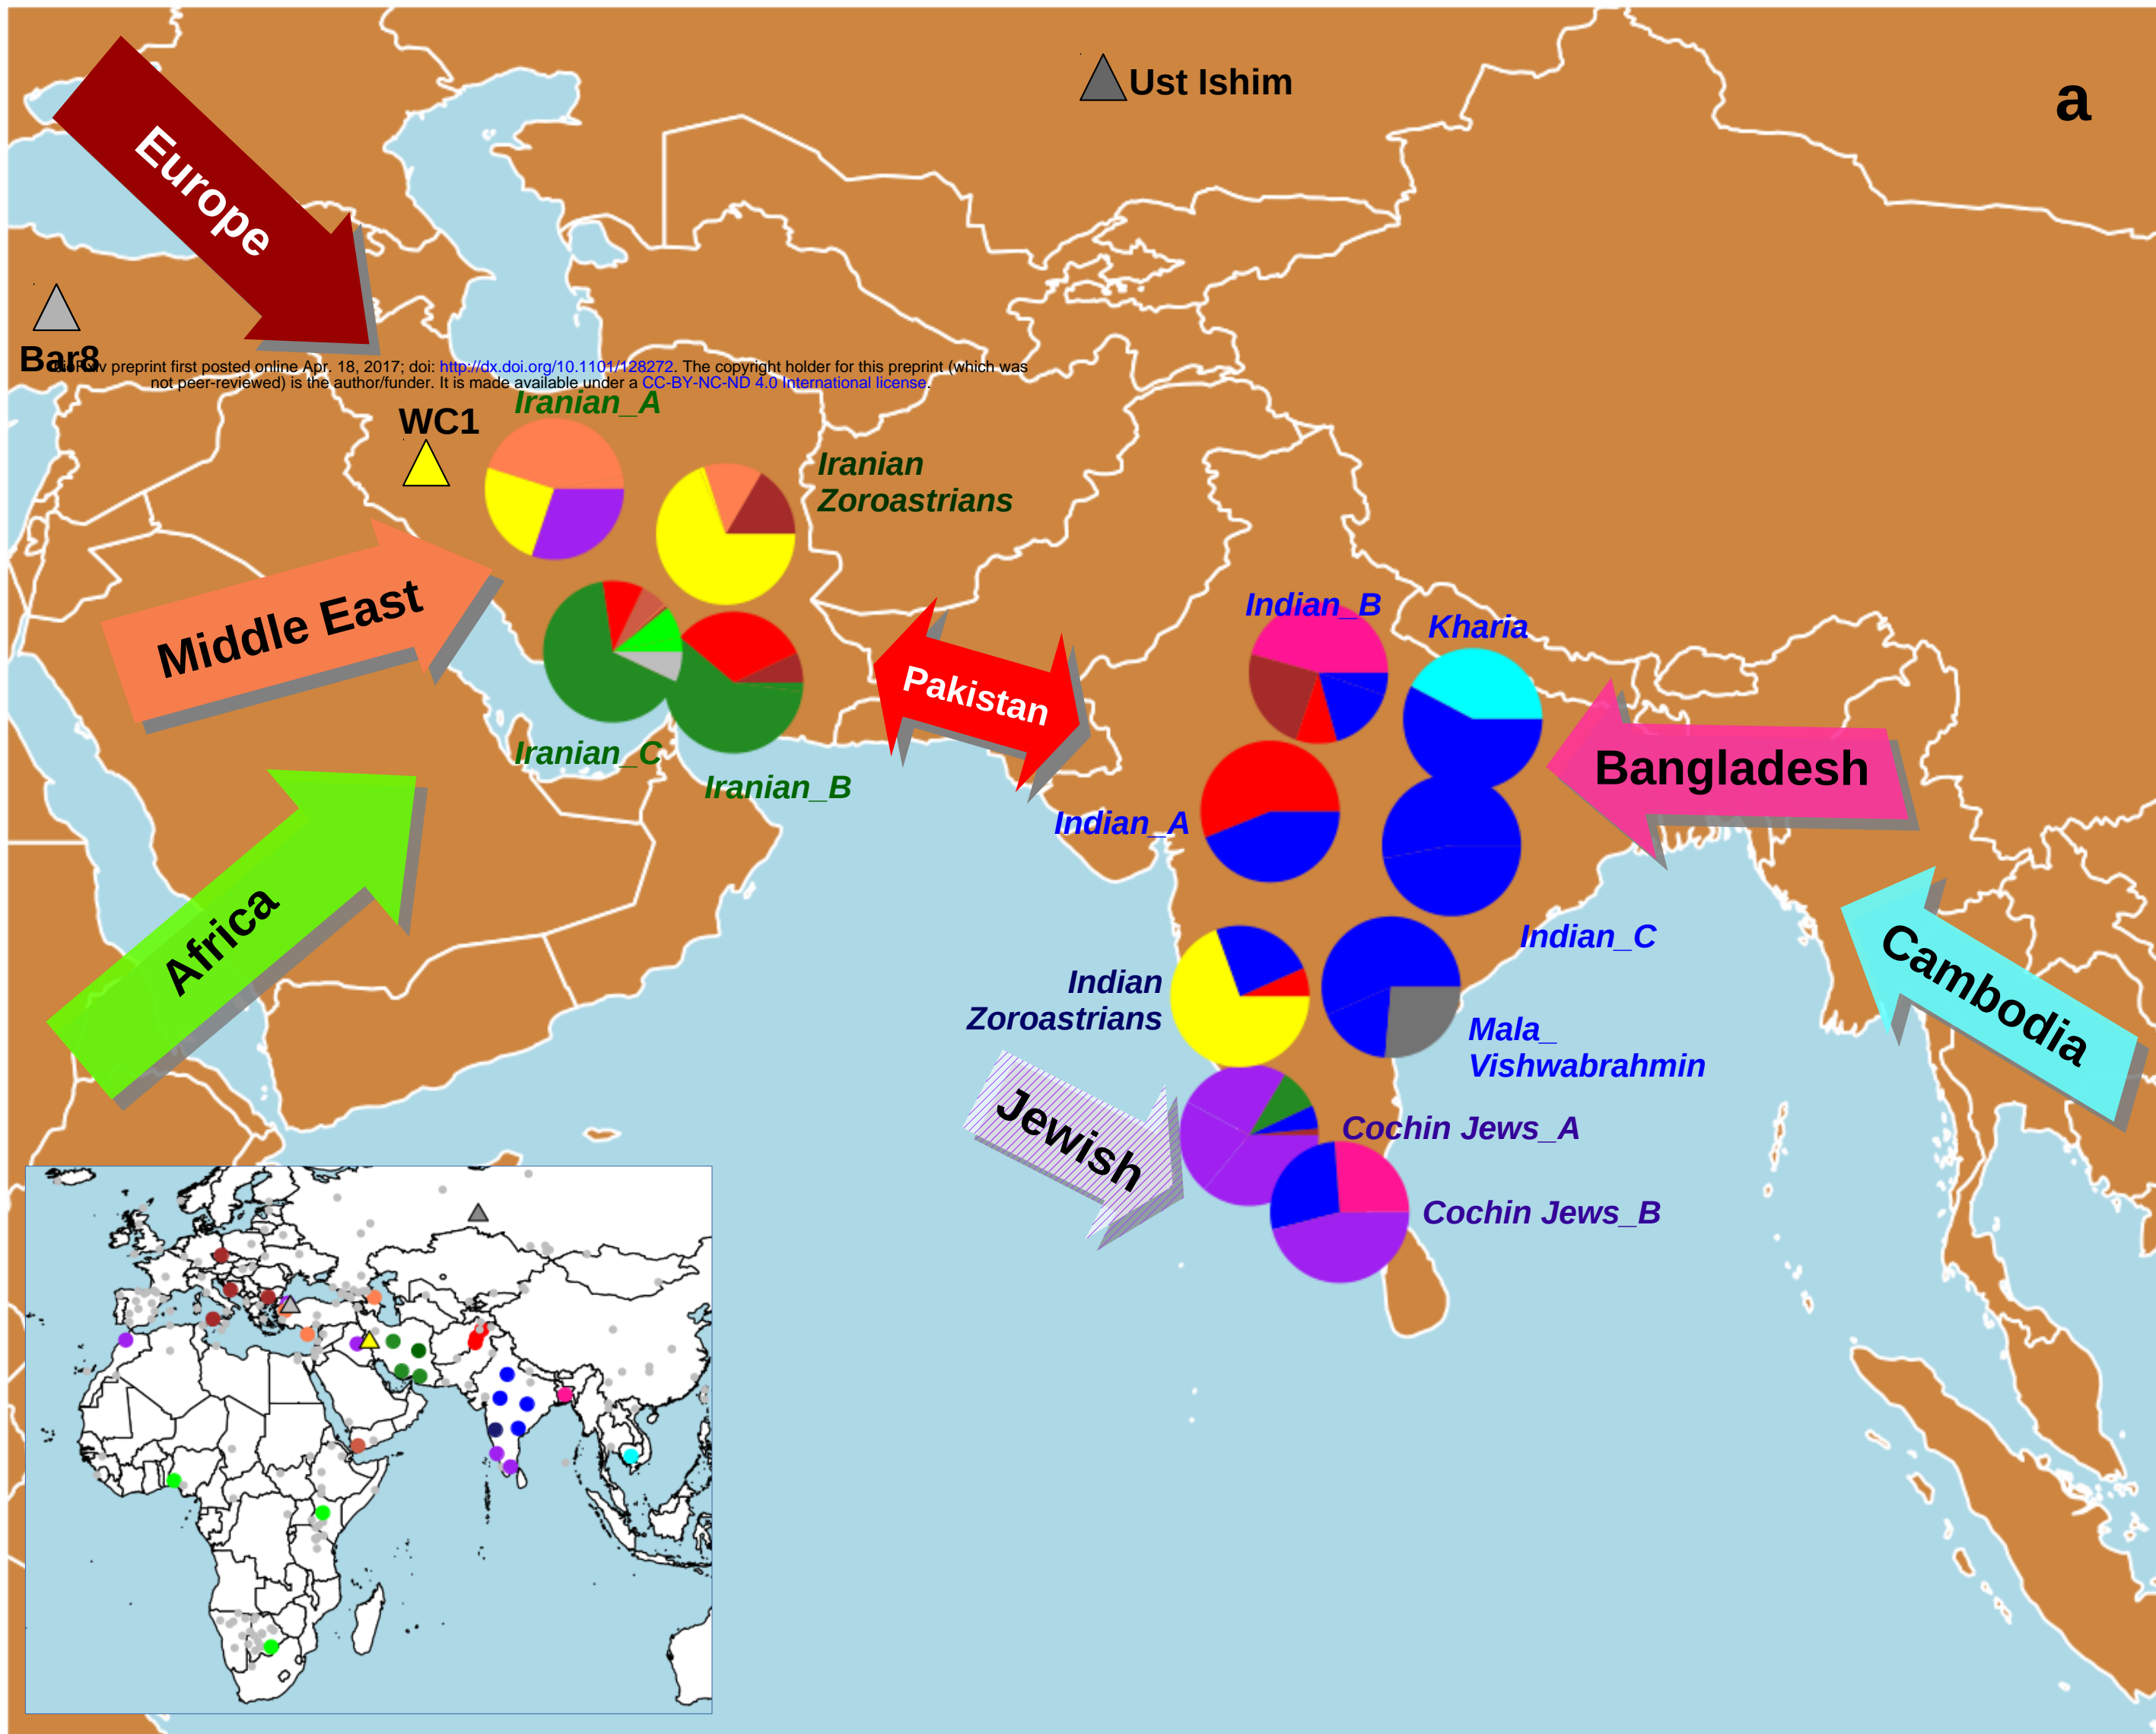 Ust Ishim
a
Europe
Bar8
bioRxiv preprint first posted online Apr. 18, 2017; doi: http://dx.doi.org/10.1101/128272. The copyright holder for this preprint (which was
not peer-reviewed) is the author/funder. It is made available under a CC-BY-NC-ND 4.0 International license.
WC1
Iranian_A
Iranian
Zoroastrians
Middle East
Iranian_C
Iranian_B
Pakistan
Indian_B
Kharia
Bangladesh
Indian_A
Africa
Indian_C
Cambodia
Indian
Zoroastrians
Mala_
Vishwabrahmin
Jewish
Cochin Jews_A
Cochin Jews_B